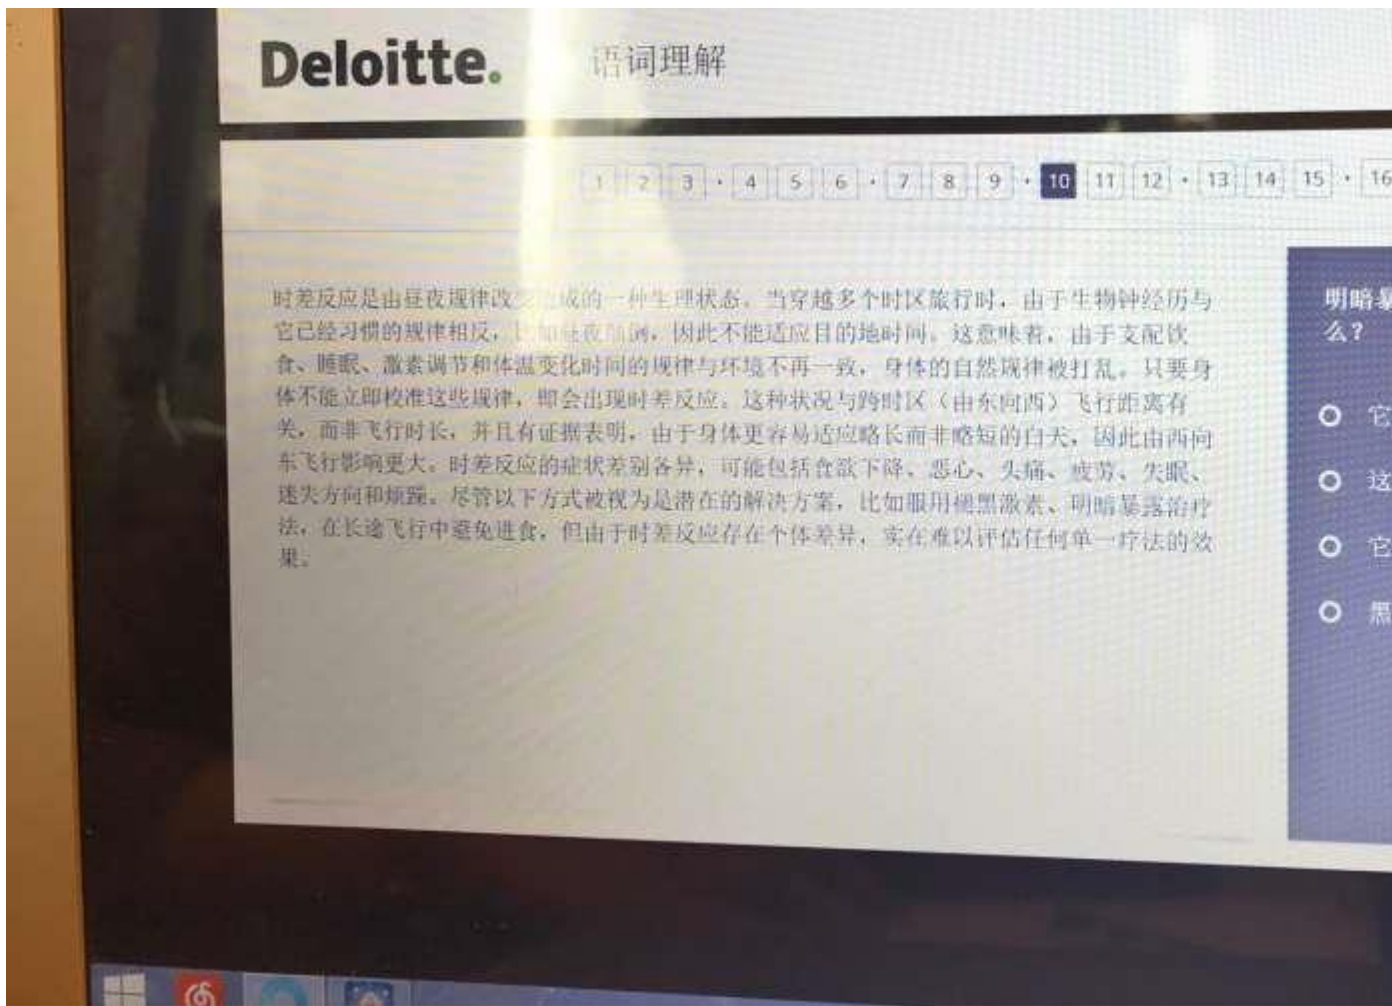 Deloitte.
语词理解
1 2 3 · 4 5 6 · 7 8 9 · 10 11 12 · 13 14 15 · 16
时差反应是由昼夜规律改变造成的一种生理状态。当穿越多个时区旅行时，由于生物钟经历与
它已经习惯的规律相反，比如昼夜颠倒，因此不能适应目的地时间。这意味着，由于支配饮
食、睡眠、激素调节和体温变化时间的规律与环境不再一致，身体的自然规律被打乱。只要身
体不能立即校准这些规律，即会出现时差反应。这种状况与跨时区（由东向西）飞行距离有
关，而非飞行时长，并且有证据表明，由于身体更容易适应略长而非略短的白天，因此由西向
东飞行影响更大。时差反应的症状差别各异，可能包括食欲下降、恶心、头痛、疲劳、失眠、
迷失方向和烦躁。尽管以下方式被视为是潜在的解决方案，比如服用褪黑激素、明暗暴露治疗
法，在长途飞行中避免进食，但由于时差反应存在个体差异，实在难以评估任何单一疗法的效
果。
明暗暴
么？
它
这
它
黑